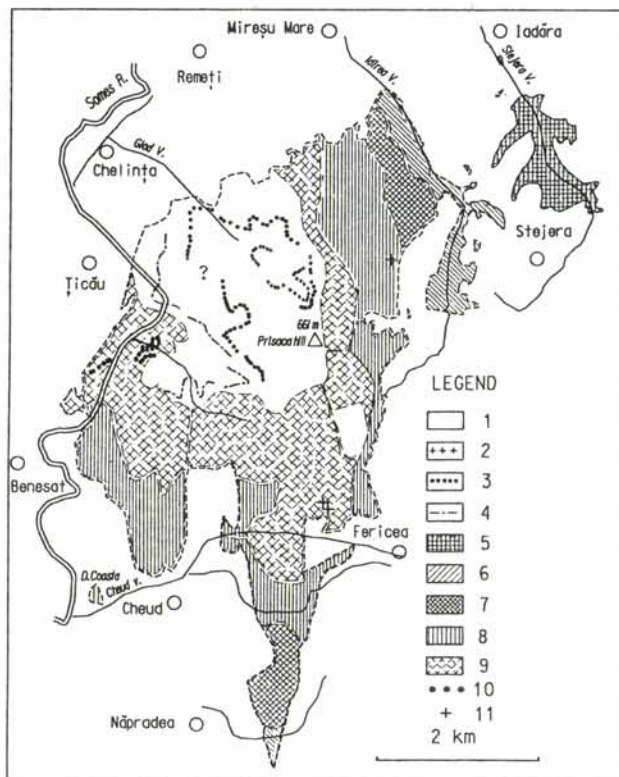 Mireşu Mare
Iadăra
Remeţi
Stejera V.
Someş R.
Glod V.
Chelinţa
Stejera
?
Ţicău
661 m
Prisaca hill
LEGEND
1
2
3
4
5
6
7
8
9
10
11
2 km
Benesat
Fericea
D. Coasta
Cheud v.
Cheud
Năpradea